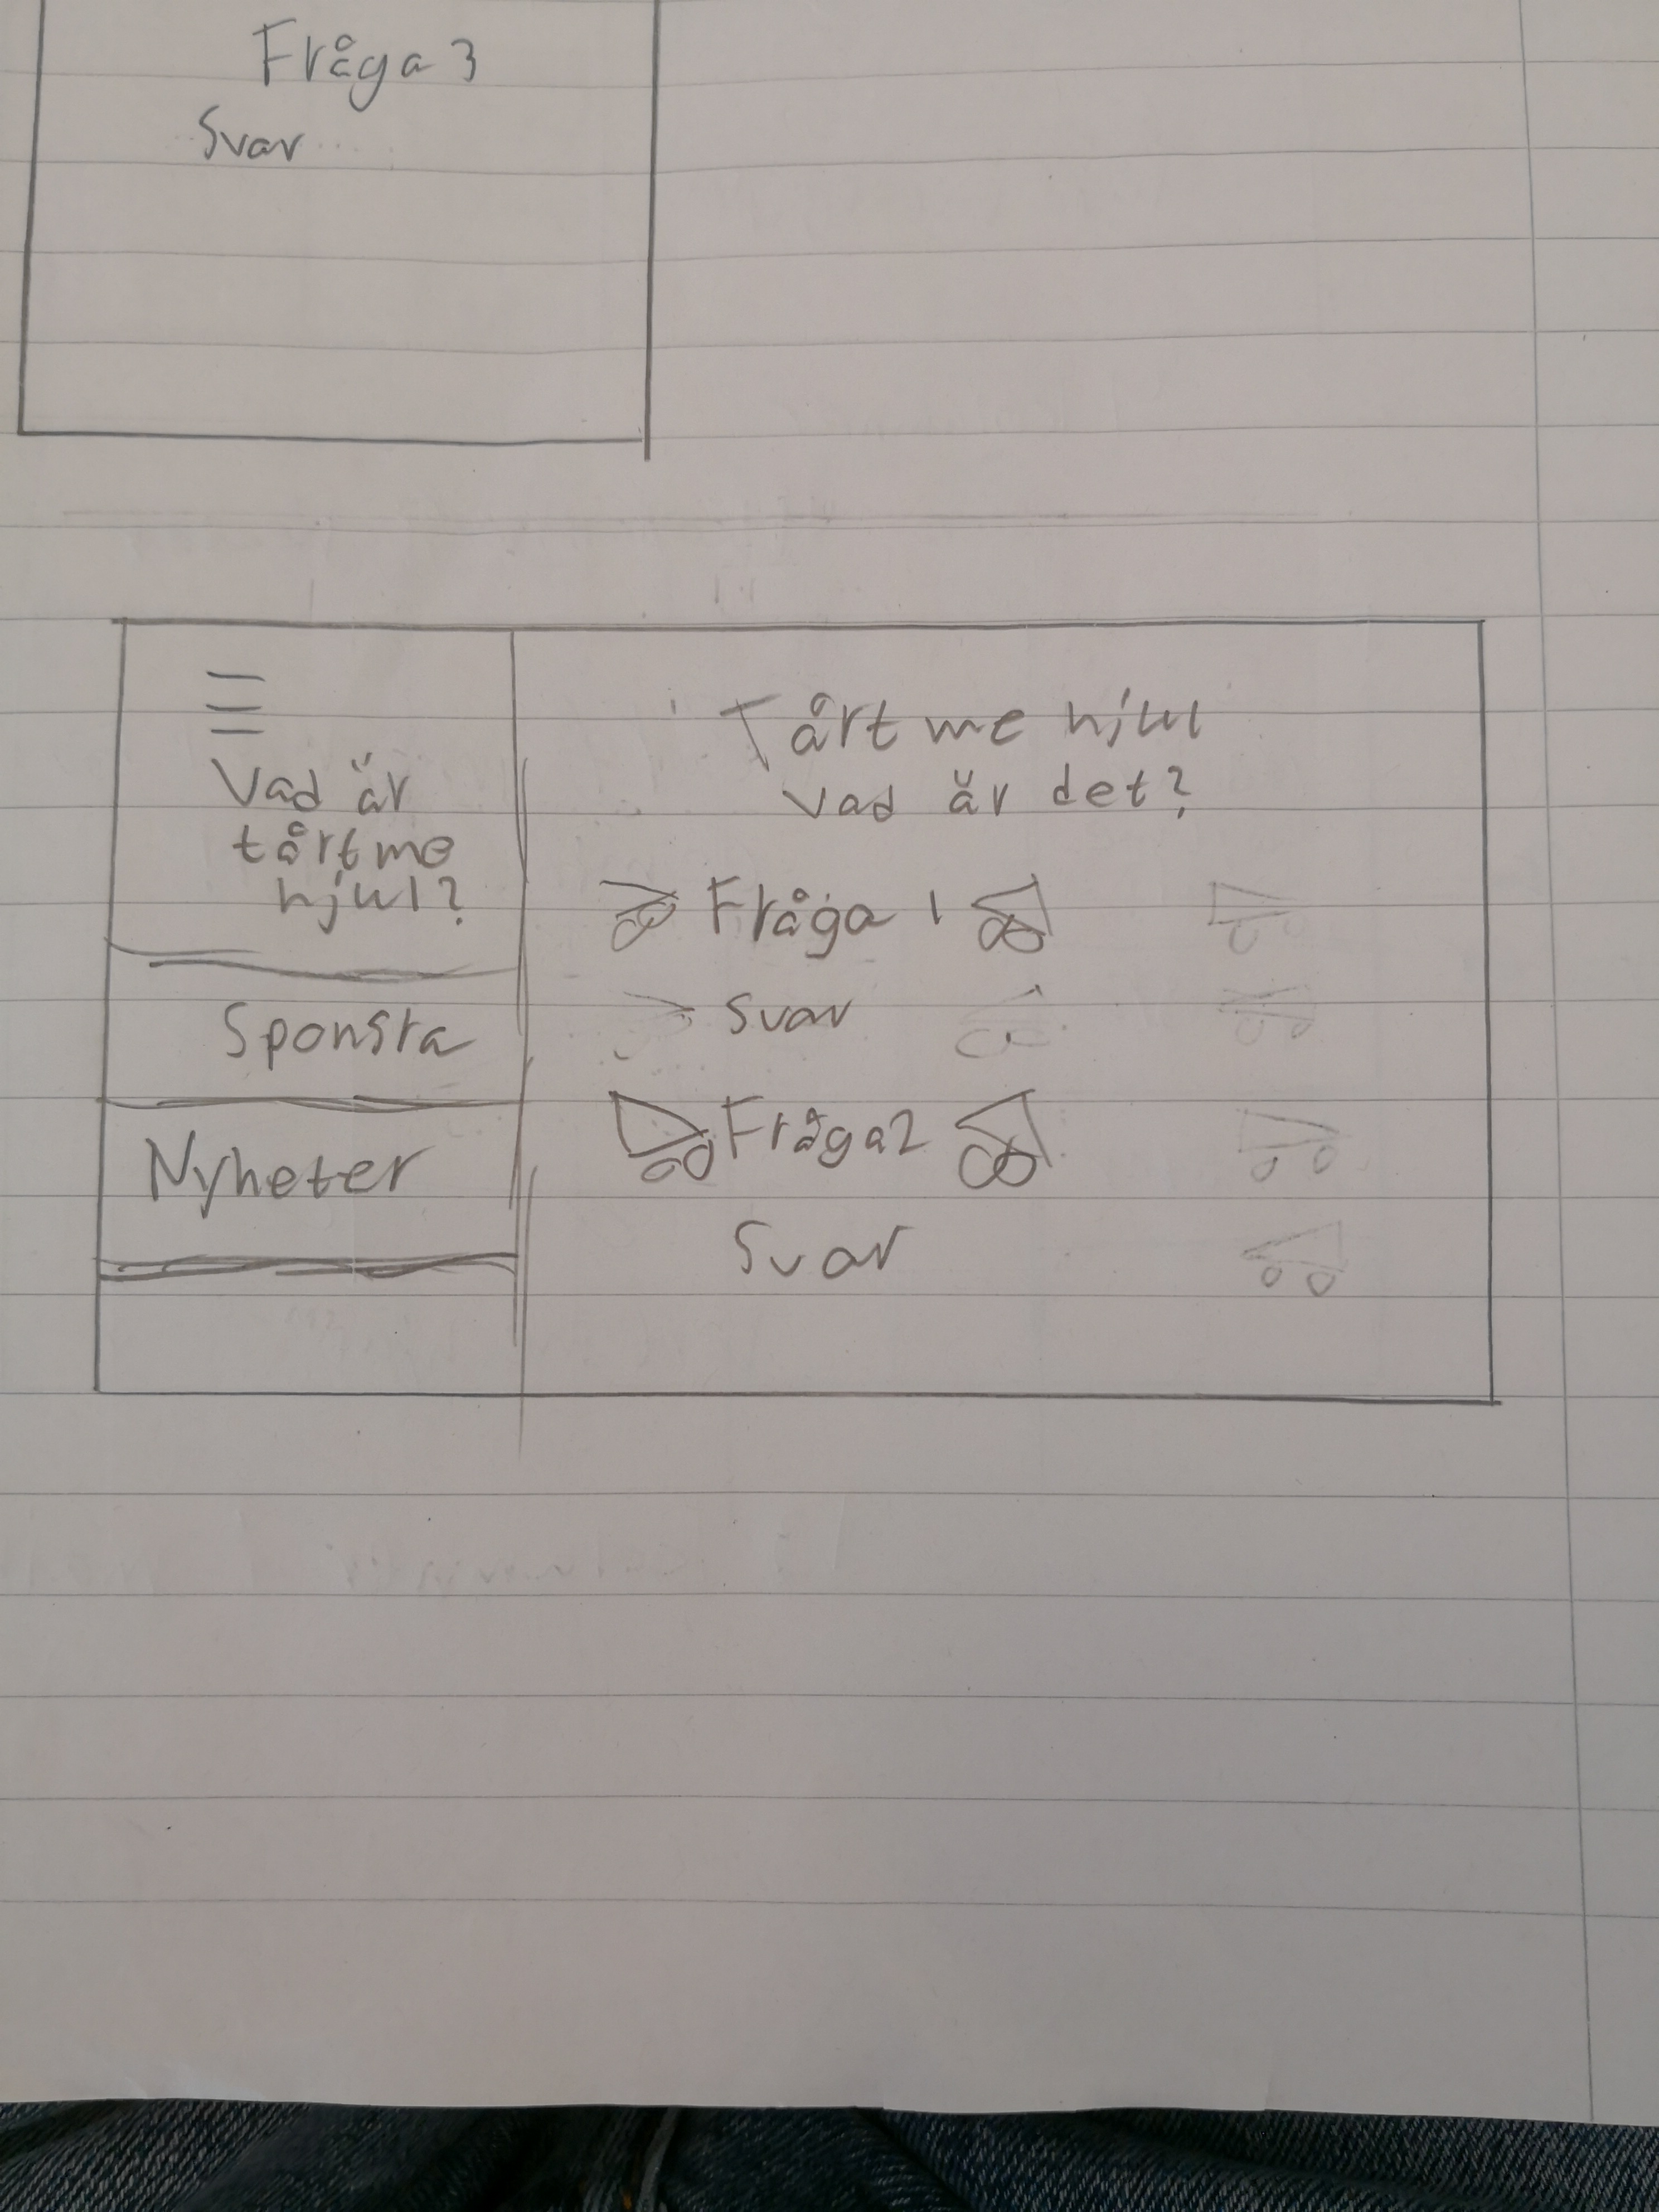 Fråga 3
Svar
Vad är
tårtme
hjul?
Sponsra
Nyheter
Tårt me hjul
vad är det?
Fråga 1
Svar
Fråga 2
Svar